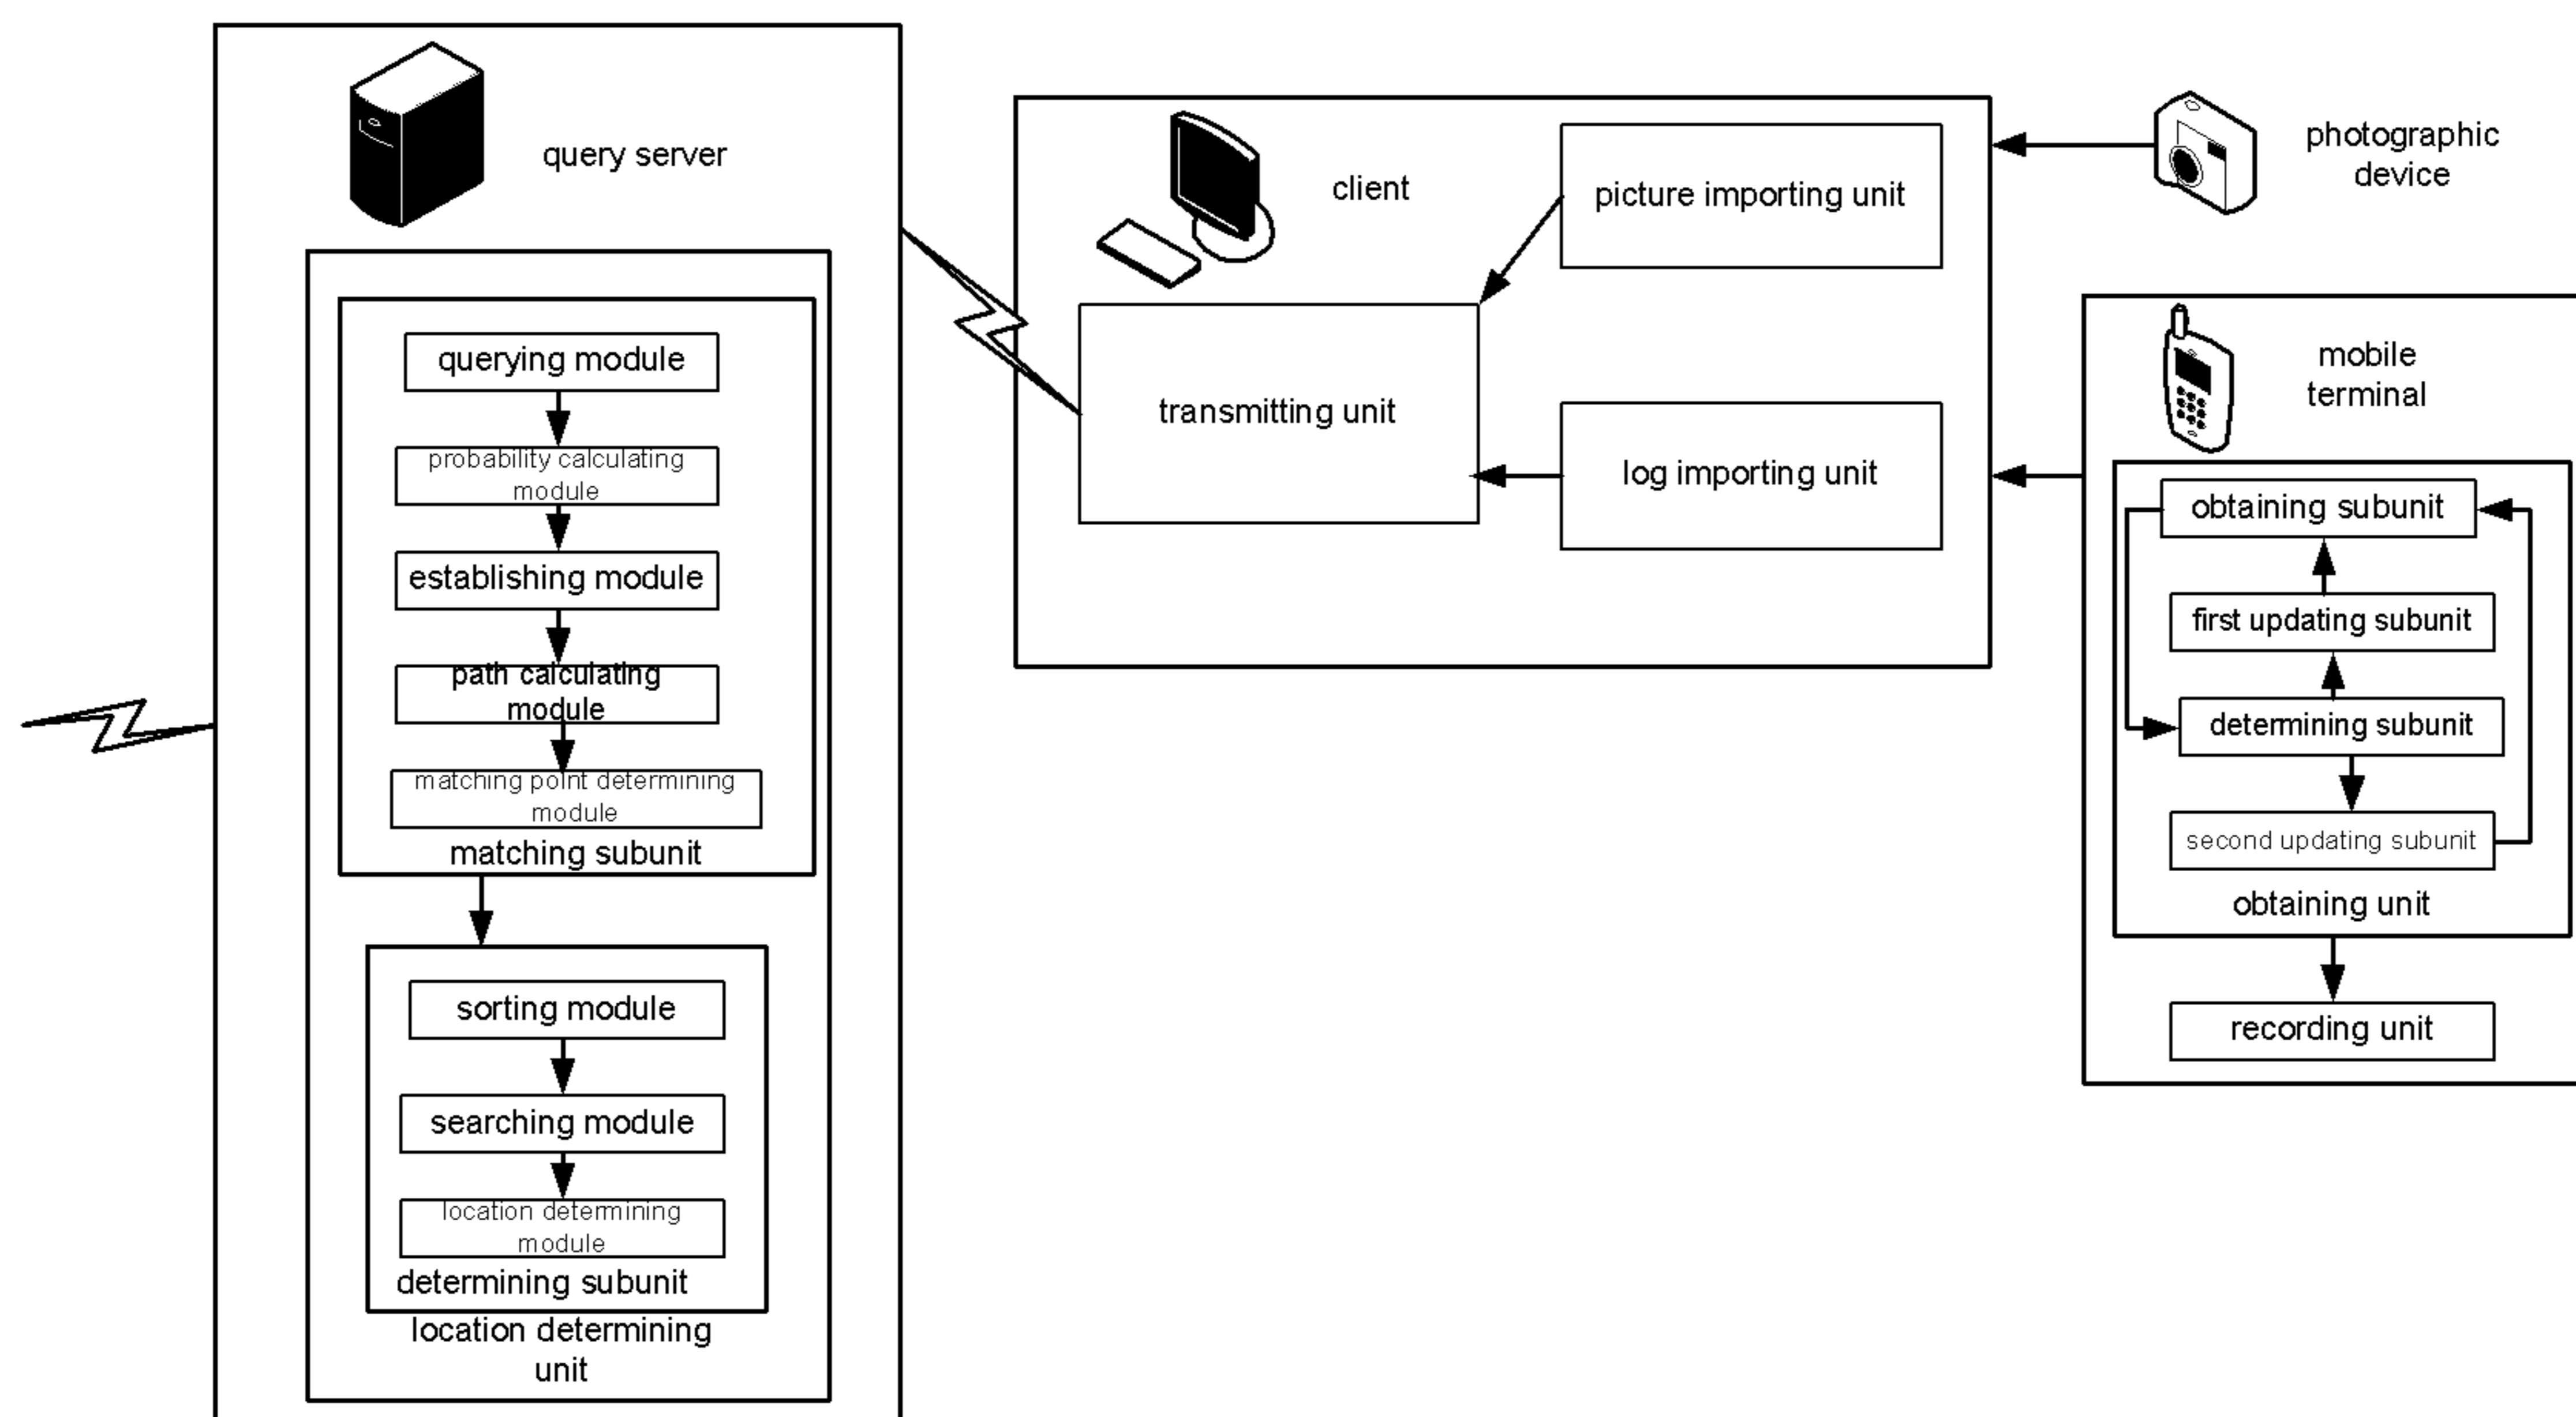 query server
querying module
probability calculating
module
establishing module
path calculating
module
matching point determining
module
matching subunit
sorting module
searching module
location determining
module
determining subunit
location determining
unit
client
picture importing unit
transmitting unit
log importing unit
photographic
device
mobile
terminal
obtaining subunit
first updating subunit
determining subunit
second updating subunit
obtaining unit
recording unit